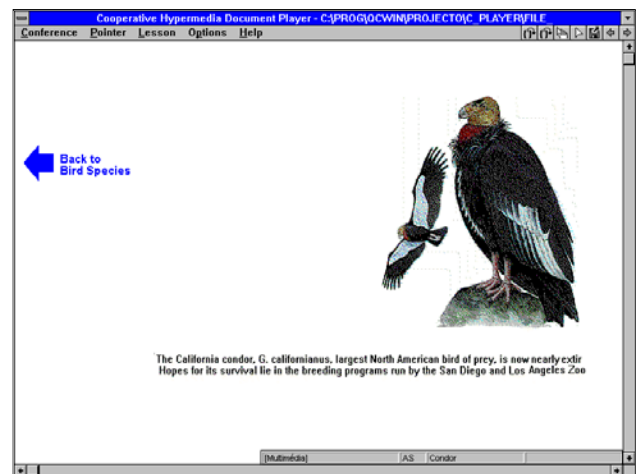 Cooperative Hypermedia Document Player - C:\PROG\QCWIN\PROJECTO\C_PLAYER\FILE_
Conference Pointer Lesson Options Help
Back to
Bird Species
The California condor, G. californianus, largest North American bird of prey, is now nearly extir
Hopes for its survival lie in the breeding programs run by the San Diego and Los Angeles Zoo
[Multimédia] AS Condor